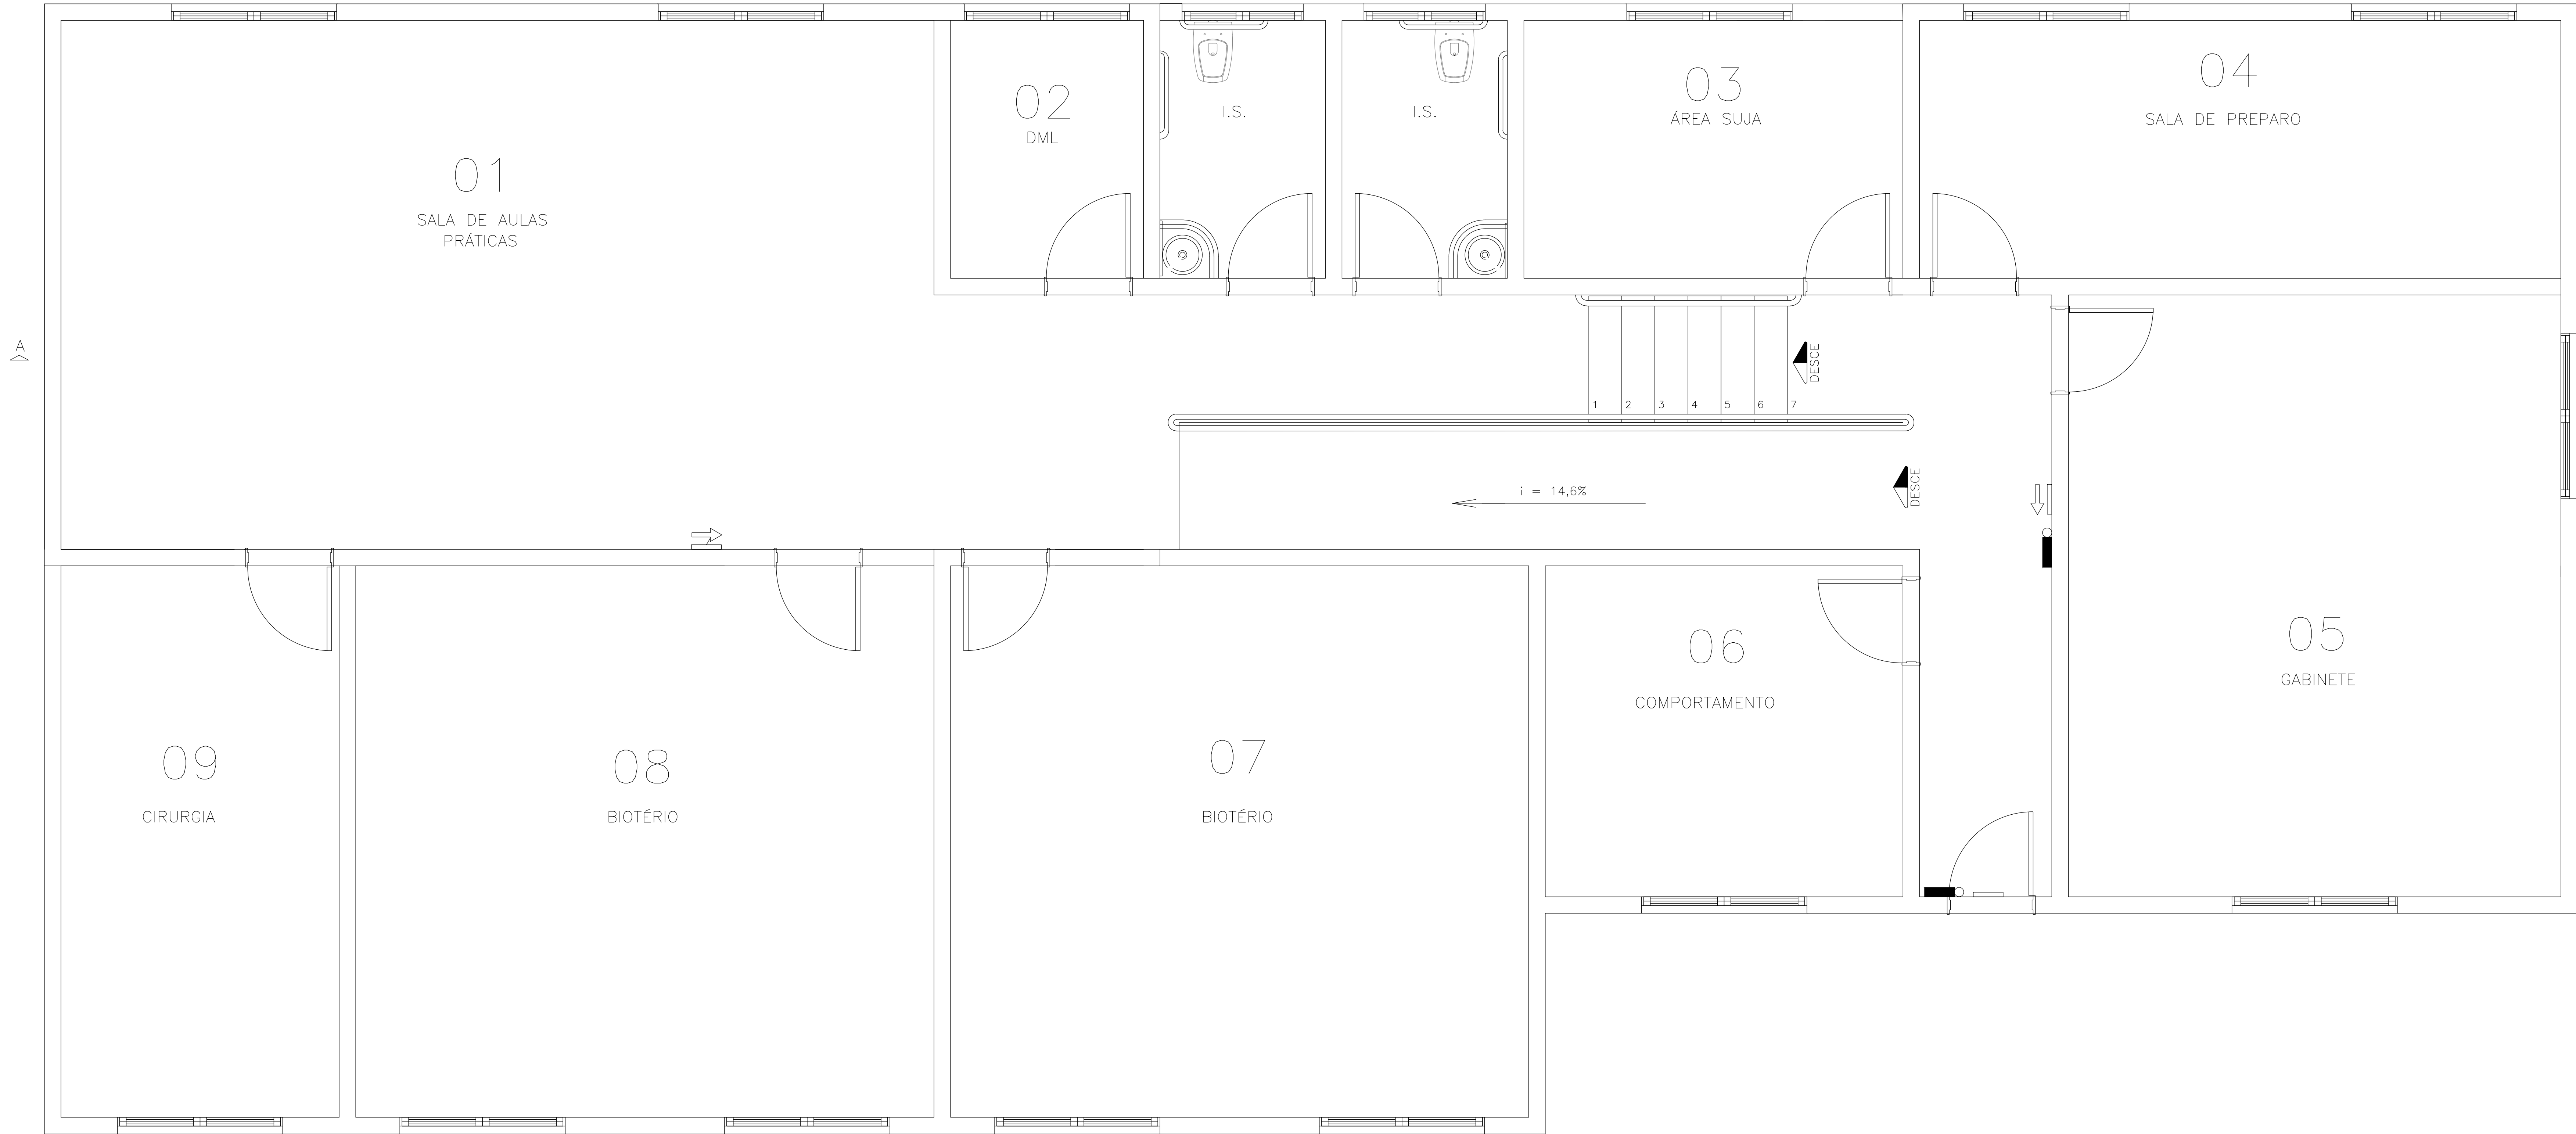 01
SALA DE AULAS
PRÁTICAS
02
DML
I.S.
I.S.
03
ÁREA SUJA
04
SALA DE PREPARO
A
DESCE
1 2 3 4 5 6 7
DESCE
i = 14,6%
05
GABINETE
06
COMPORTAMENTO
07
BIOTÉRIO
08
BIOTÉRIO
09
CIRURGIA